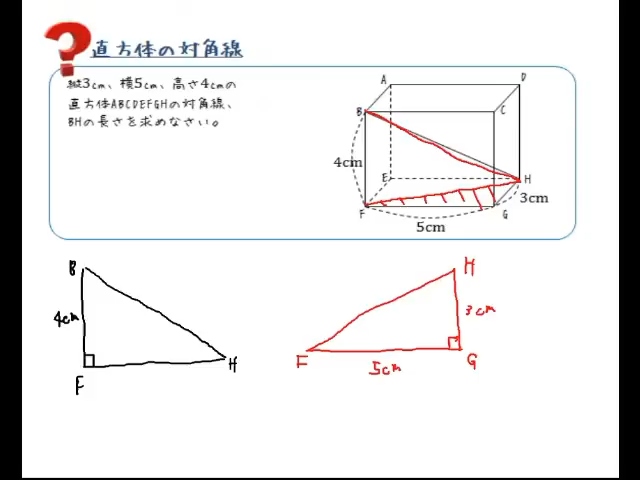 ?
直方体の対角線
縦3cm、横5cm、高さ4cmの
直方体ABCDEFGHの対角線、
BHの長さを求めなさい。
A
D
B
C
4cm
E
H
3cm
F
G
5cm
B
4cm
F
H
H
3cm
F
G
5cm